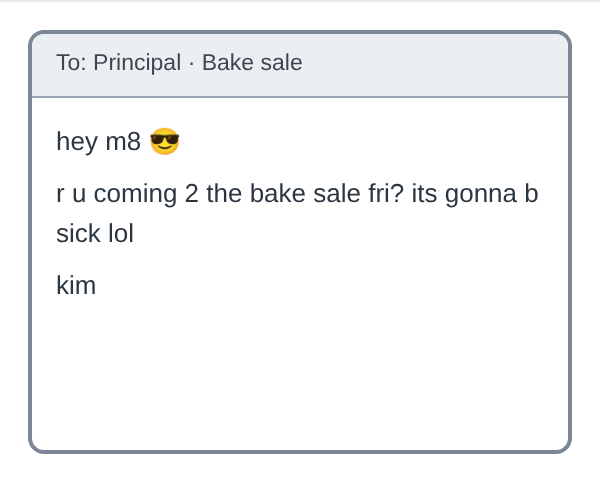 To: Principal · Bake sale
hey m8 😎
r u coming 2 the bake sale fri? its gonna b
sick lol
kim